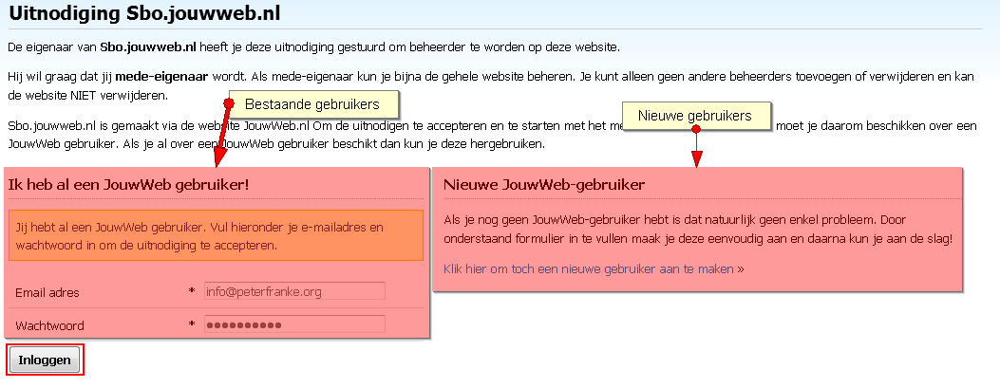 Uitnodiging Sbo.jouwweb.nl
De eigenaar van Sbo.jouwweb.nl heeft je deze uitnodiging gestuurd om beheerder te worden op deze website.
Hij wil graag dat jij mede-eigenaar wordt. Als mede-eigenaar kun je bijna de gehele website beheren. Je kunt alleen geen andere beheerders toevoegen of verwijderen en kan
de website NIET verwijderen.
Bestaande gebruikers
Nieuwe gebruikers
Sbo.jouwweb.nl is gemaakt via de website JouwWeb.nl Om de uitnodigen te accepteren en te starten met het moet je daarom beschikken over een
JouwWeb gebruiker. Als je al over een JouwWeb gebruiker beschikt dan kun je deze hergebruiken.
Ik heb al een JouwWeb gebruiker!
Jij hebt al een JouwWeb gebruiker. Vul hieronder je e-mailadres en
wachtwoord in om de uitnodiging te accepteren.
Email adres * info@peterfranke.org
Wachtwoord * ●●●●●●●●●●
Inloggen
Nieuwe JouwWeb-gebruiker
Als je nog geen JouwWeb-gebruiker hebt is dat natuurlijk geen enkel probleem. Door
onderstaand formulier in te vullen maak je deze eenvoudig aan en daarna kun je aan de slag!
Klik hier om toch een nieuwe gebruiker aan te maken »